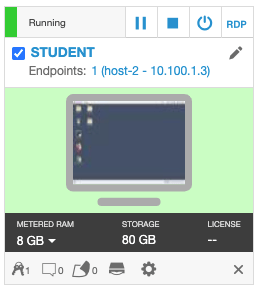 Running
RDP
STUDENT
Endpoints: 1 (host-2 - 10.100.1.3)
METERED RAM
STORAGE
LICENSE
8 GB
80 GB
--
1
0
0